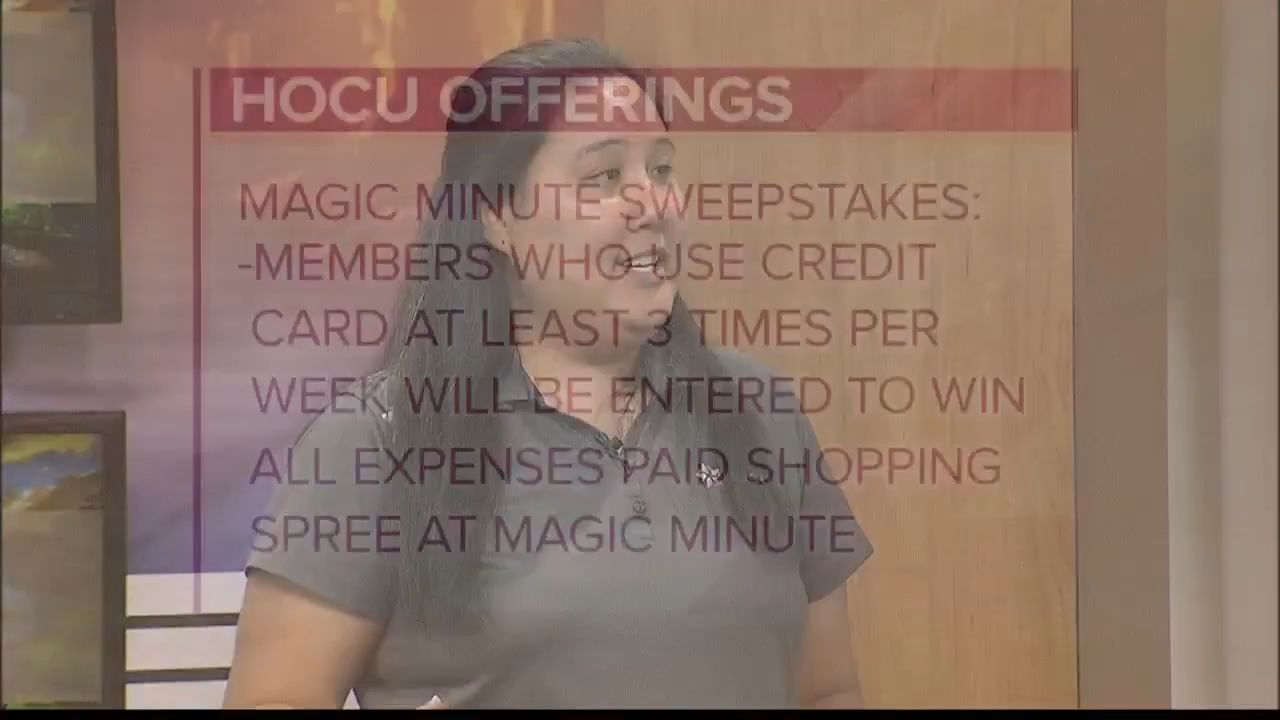 HOCU OFFERINGS
MAGIC MINUTE SWEEPSTAKES:
-MEMBERS WHO USE CREDIT
CARD AT LEAST 3 TIMES PER
WEEK WILL BE ENTERED TO WIN
ALL EXPENSES PAID SHOPPING
SPREE AT MAGIC MINUTE